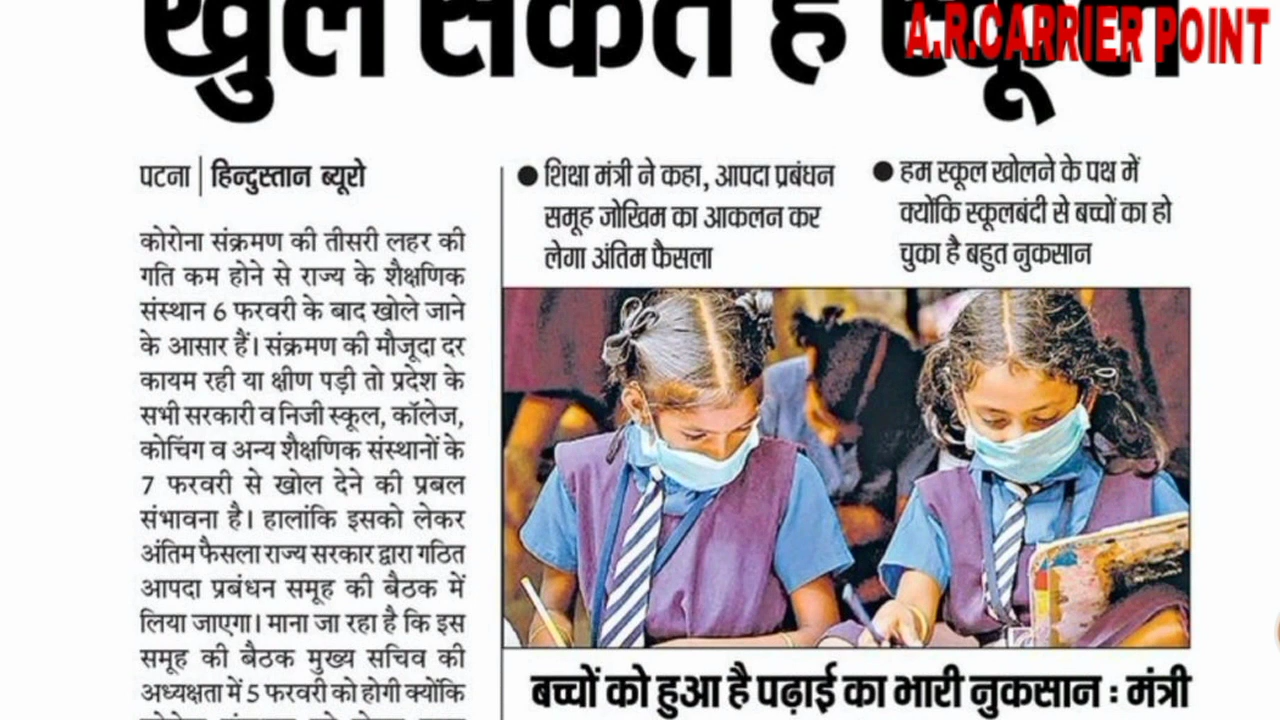 खुल सकते हैं स्कूल
A.R.CARRIER POINT
पटना | हिन्दुस्तान ब्यूरो
कोरोना संक्रमण की तीसरी लहर की
गति कम होने से राज्य के शैक्षणिक
संस्थान 6 फरवरी के बाद खोले जाने
के आसार हैं। संक्रमण की मौजूदा दर
कायम रही या क्षीण पड़ी तो प्रदेश के
सभी सरकारी व निजी स्कूल, कॉलेज,
कोचिंग व अन्य शैक्षणिक संस्थानों के
7 फरवरी से खोल देने की प्रबल
संभावना है। हालांकि इसको लेकर
अंतिम फैसला राज्य सरकार द्वारा गठित
आपदा प्रबंधन समूह की बैठक में
लिया जाएगा। माना जा रहा है कि इस
समूह की बैठक मुख्य सचिव की
अध्यक्षता में 5 फरवरी को होगी क्योंकि
● शिक्षा मंत्री ने कहा, आपदा प्रबंधन
समूह जोखिम का आकलन कर
लेगा अंतिम फैसला
● हम स्कूल खोलने के पक्ष में
क्योंकि स्कूलबंदी से बच्चों का हो
चुका है बहुत नुकसान
बच्चों को हुआ है पढ़ाई का भारी नुकसान : मंत्री